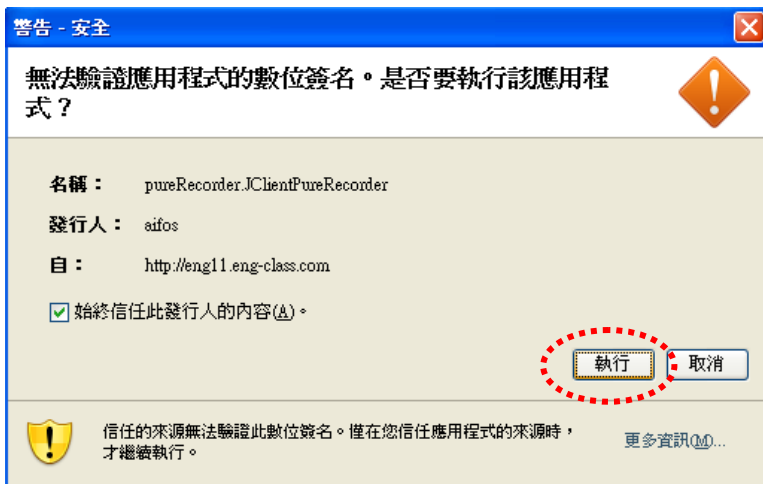 警告 - 安全
無法驗證應用程式的數位簽名。是否要執行該應用程
式？
名稱： pureRecorder.JClientPureRecorder
發行人： aifos
自： http://eng11.eng-class.com
始終信任此發行人的內容(A)。
執行 取消
信任的來源無法驗證此數位簽名。僅在您信任應用程式的來源時，
才繼續執行。
更多資訊(M)...